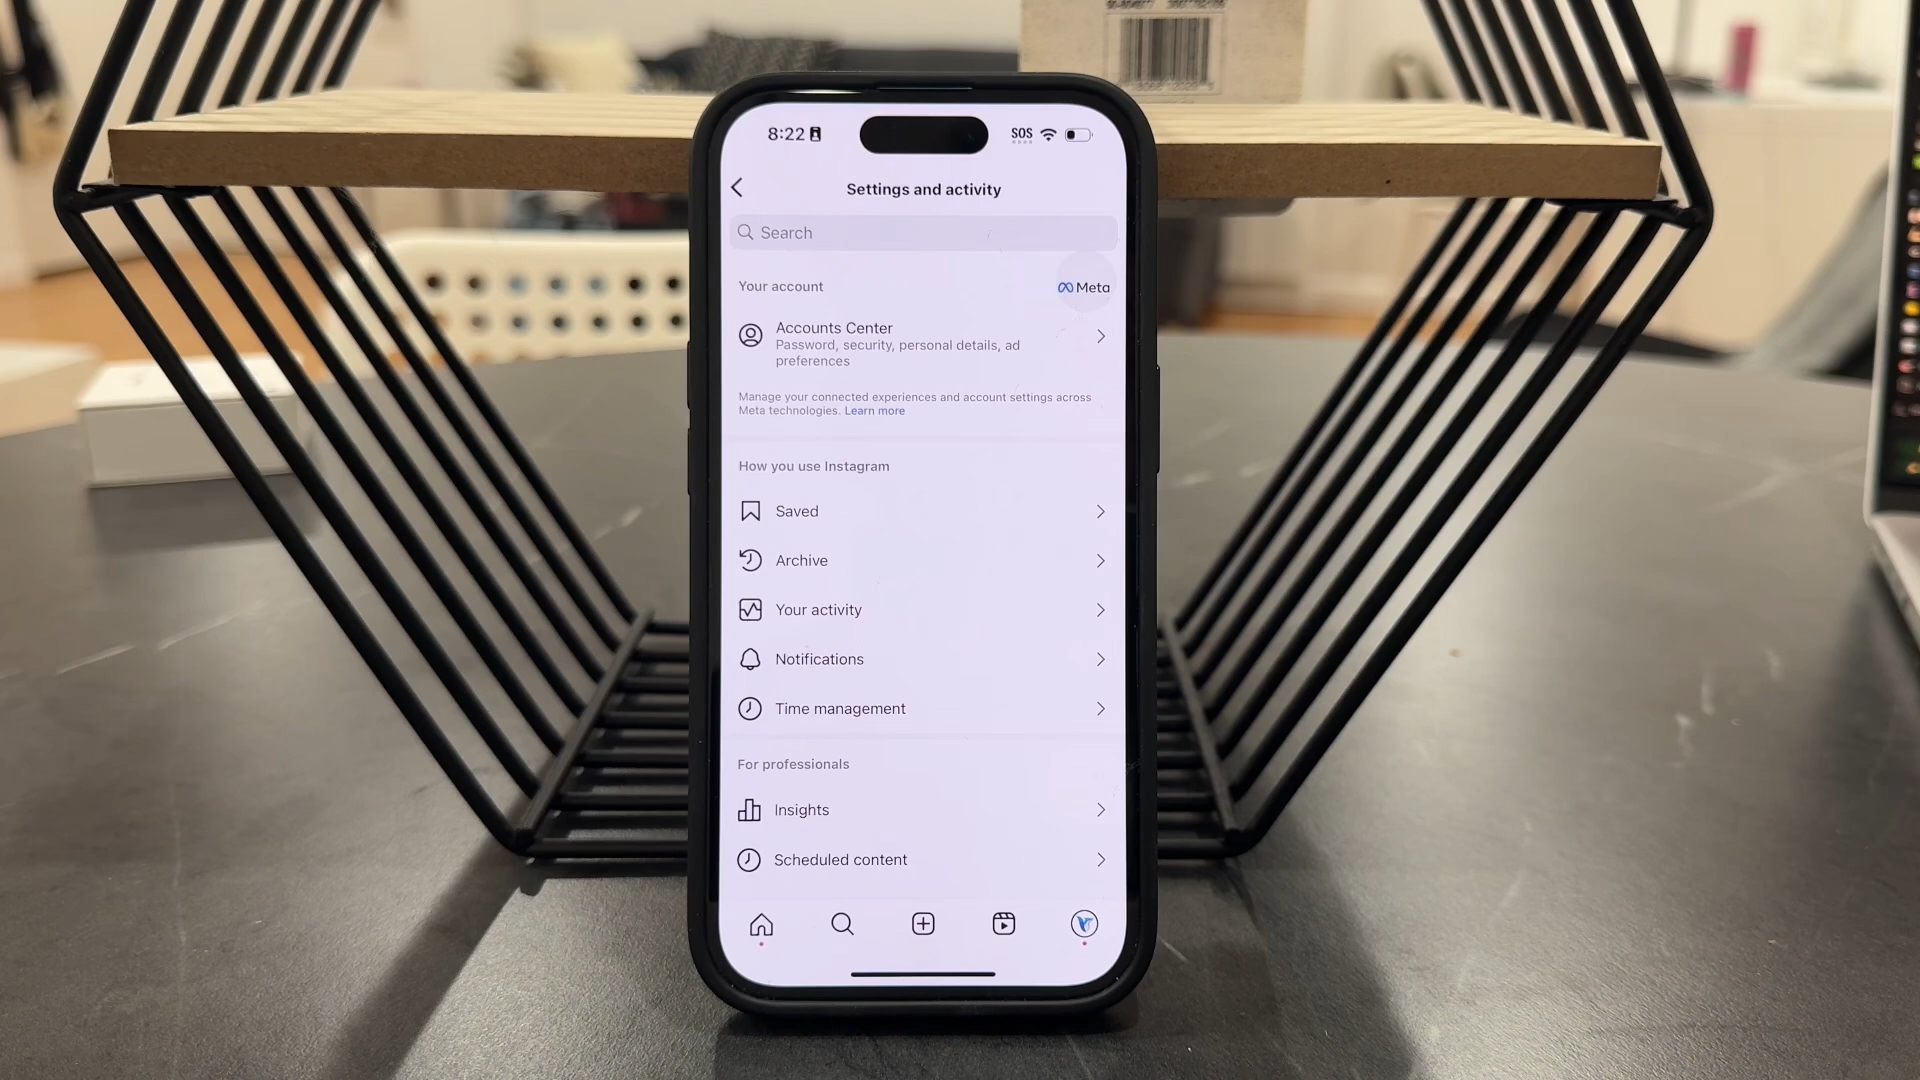 8:22
SOS
Settings and activity
Search
Your account
Meta
Accounts Center
Password, security, personal details, ad
preferences
Manage your connected experiences and account settings across
Meta technologies. Learn more
How you use Instagram
Saved
Archive
Your activity
Notifications
Time management
For professionals
Insights
Scheduled content